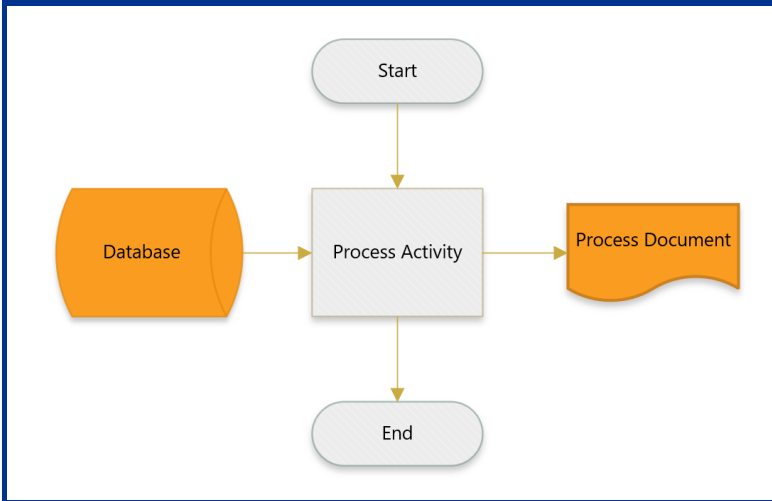 Start
Database
Process Activity
Process Document
End